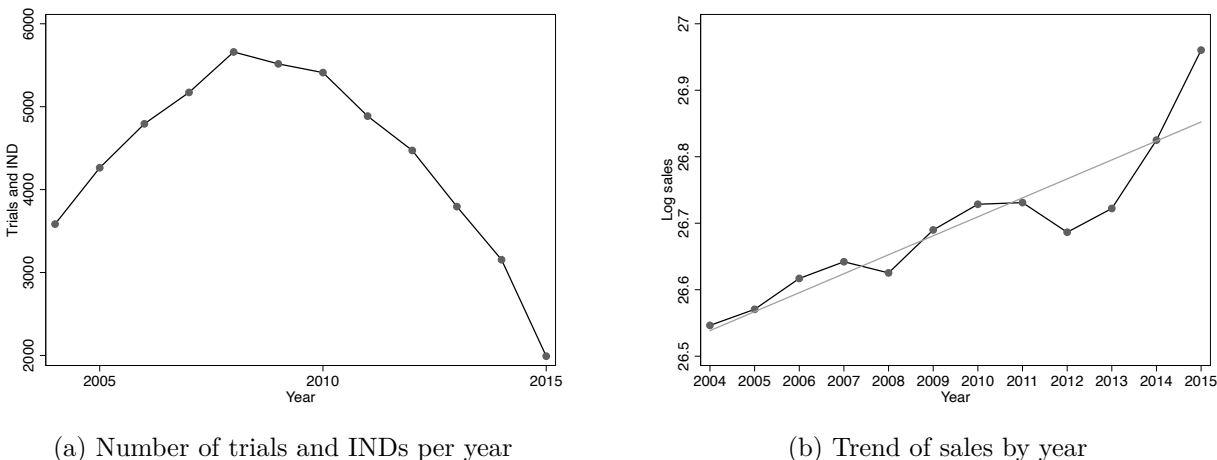 6000
5000
4000
3000
2000
Trials and IND
2005 2010 2015
Year
(a) Number of trials and INDs per year
27
26.9
26.8
26.7
26.6
26.5
Log sales
2004 2005 2006 2007 2008 2009 2010 2011 2012 2013 2014 2015
Year
(b) Trend of sales by year